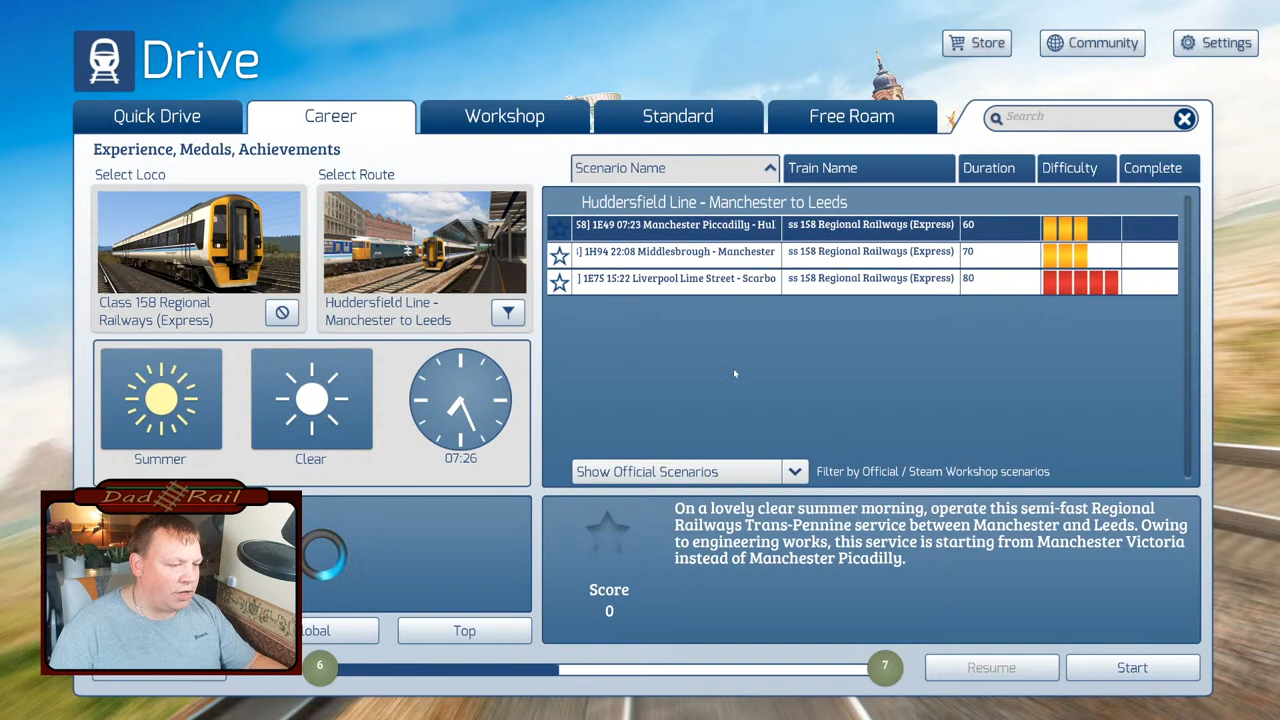 Drive
Store
Community
Settings
Quick Drive
Career
Workshop
Standard
Free Roam
Search
Experience, Medals, Achievements
Select Loco
Select Route
Class 158 Regional
Railways (Express)
Huddersfield Line -
Manchester to Leeds
Summer
Clear
07:26
Scenario Name
Train Name
Duration
Difficulty
Complete
Huddersfield Line - Manchester to Leeds
58] 1E49 07:23 Manchester Piccadilly - Hul
ss 158 Regional Railways (Express)
60
] 1H94 22:08 Middlesbrough - Manchester
ss 158 Regional Railways (Express)
70
] 1E75 15:22 Liverpool Lime Street - Scarbo
ss 158 Regional Railways (Express)
80
Show Official Scenarios
Filter by Official / Steam Workshop scenarios
Score
0
On a lovely clear summer morning, operate this semi-fast Regional
Railways Trans-Pennine service between Manchester and Leeds. Owing
to engineering works, this service is starting from Manchester Victoria
instead of Manchester Picadilly.
Dad Rail
lobal
Top
6
7
Resume
Start